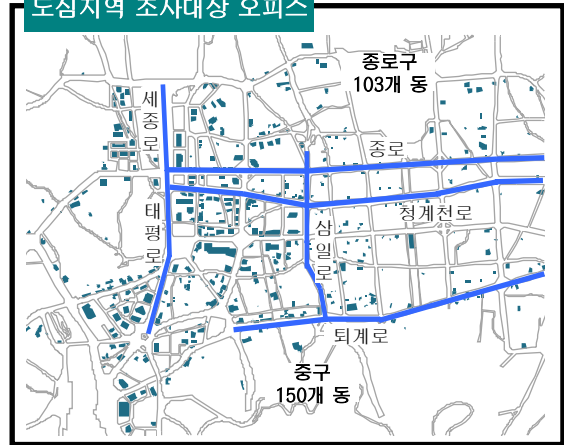 도심지역 조사대상 오피스
종로구
103개 동
세종로
종로
태평로
청계천로
삼일로
퇴계로
중구
150개 동